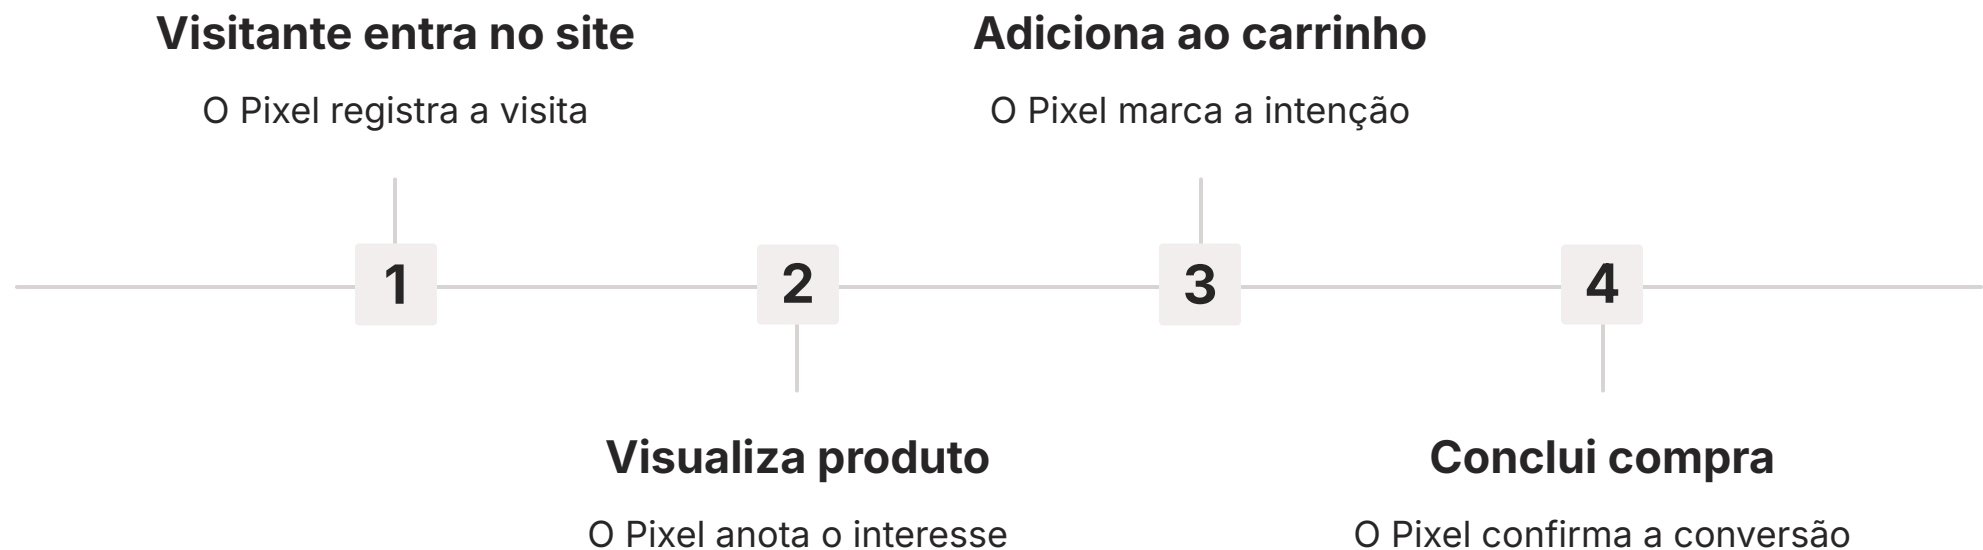 Visitante entra no site
O Pixel registra a visita
1
2
Visualiza produto
O Pixel anota o interesse
Adiciona ao carrinho
O Pixel marca a intenção
3
4
Conclui compra
O Pixel confirma a conversão